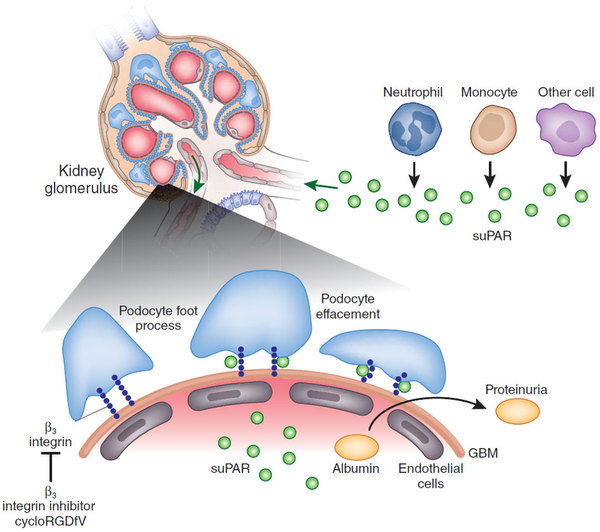 Neutrophil
Monocyte
Other cell
Kidney
glomerulus
suPAR
Podocyte foot
process
Podocyte
effacement
Proteinuria
β3
integrin
GBM
suPAR
Albumin
Endothelial
cells
β3
integrin inhibitor
cycloRGDfV